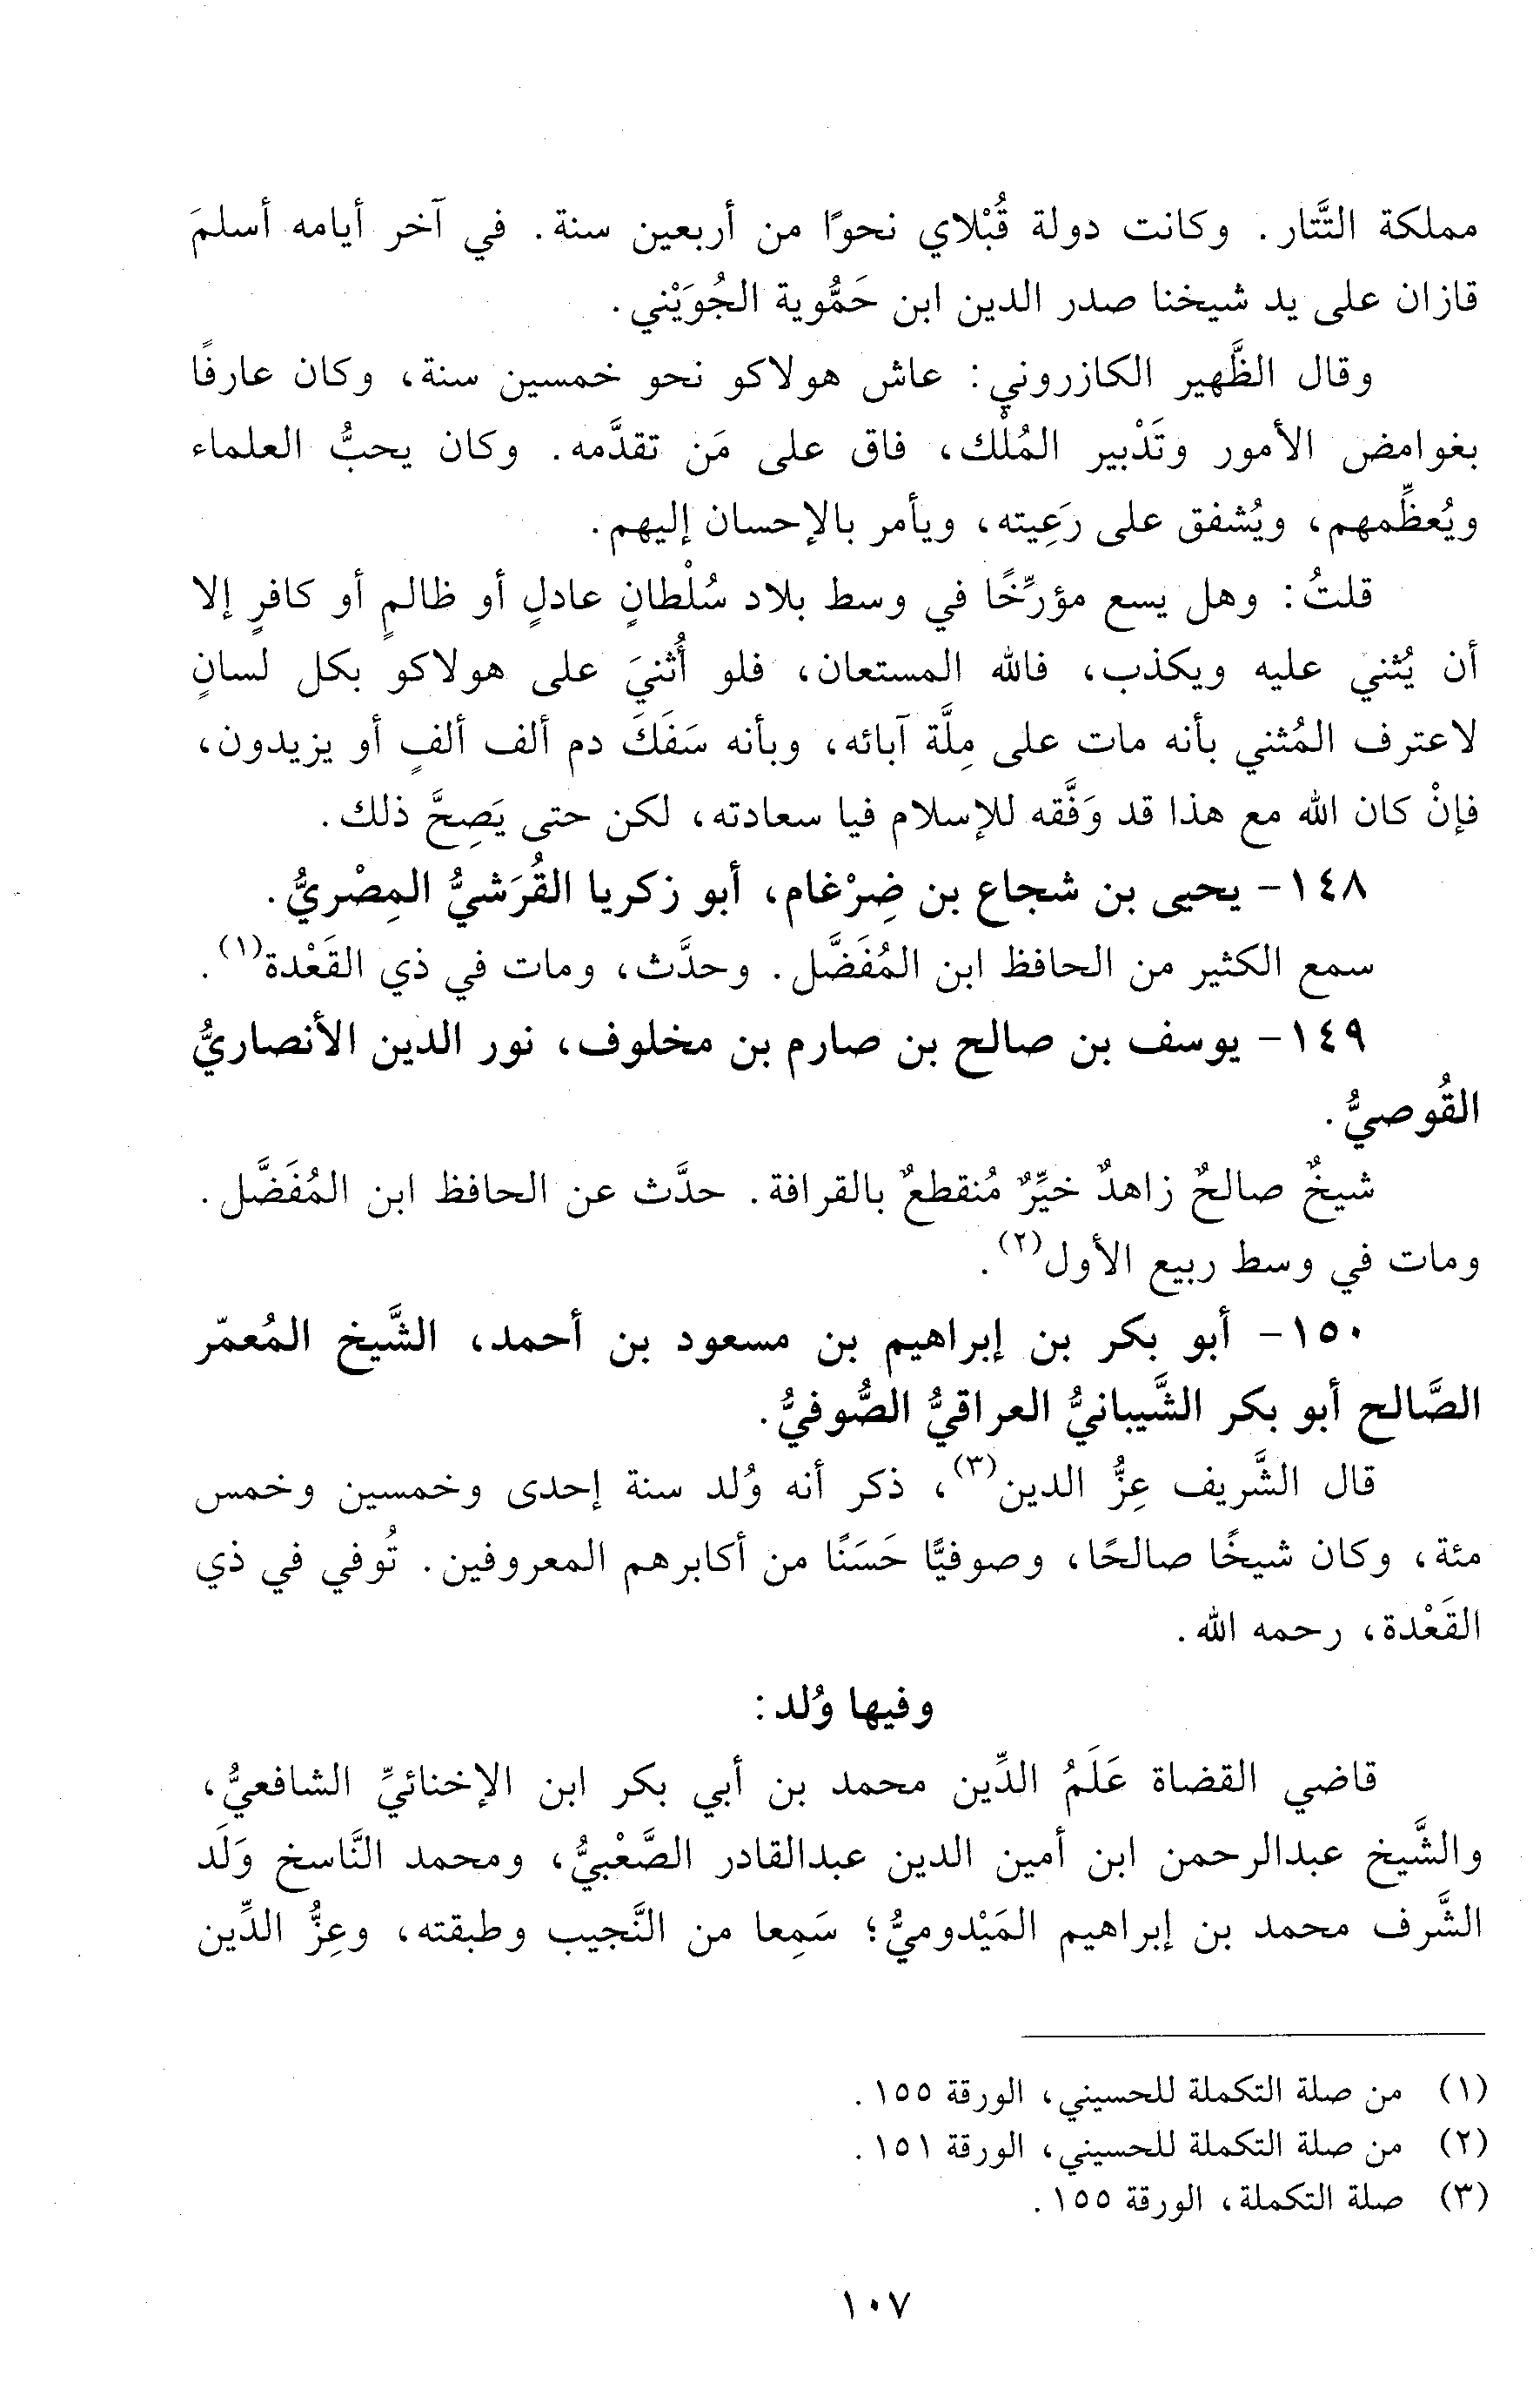 مملكة التَّتار. وكانت دولة قُبْلاي نحوًا من أربعين سنة. في آخر أيامه أسلمَ
قازان على يد شيخنا صدر الدين ابن حَمُّوية الجُوَيْني.
وقال الظَّهير الكازروني: عاش هولاكو نحو خمسين سنة، وكان عارفًا
بغوامض الأمور وتَدْبير المُلْك، فاق على مَن تقدَّمه. وكان يحبُّ العلماء
ويُعظِّمهم، ويُشفق على رَعِيته، ويأمر بالإحسان إليهم.
قلتُ: وهل يسع مؤرِّخًا في وسط بلاد سُلْطانٍ عادلٍ أو ظالمٍ أو كافرٍ إلا
أن يُثني عليه ويكذب، فالله المستعان، فلو أُثنيَ على هولاكو بكل لسانٍ
لاعترف المُثني بأنه مات على مِلَّة آبائه، وبأنه سَفَكَ دم ألف ألفٍ أو يزيدون،
فإنْ كان الله مع هذا قد وَفَّقه للإسلام فيا سعادته، لكن حتى يَصِحَّ ذلك.
١٤٨- يحيى بن شجاع بن ضِرْغام، أبو زكريا القُرَشيُّ المِصْريُّ.
سمع الكثير من الحافظ ابن المُفَضَّل. وحدَّث، ومات في ذي القَعْدة(١).
١٤٩- يوسف بن صالح بن صارم بن مخلوف، نور الدين الأنصاريُّ
القُوصيُّ.
شيخٌ صالحٌ زاهدٌ خيِّرٌ مُنقطعٌ بالقرافة. حدَّث عن الحافظ ابن المُفَضَّل.
ومات في وسط ربيع الأول(٢).
١٥٠- أبو بكر بن إبراهيم بن مسعود بن أحمد، الشَّيخ المُعمّر
الصَّالح أبو بكر الشَّيبانيُّ العراقيُّ الصُّوفيُّ.
قال الشَّريف عِزُّ الدين(٣)، ذكر أنه وُلد سنة إحدى وخمسين وخمس
مئة، وكان شيخًا صالحًا، وصوفيًّا حَسَنًا من أكابرهم المعروفين. تُوفي في ذي
القَعْدة، رحمه الله.
وفيها وُلد:
قاضي القضاة عَلَمُ الدِّين محمد بن أبي بكر ابن الإخنائيِّ الشافعيُّ،
والشَّيخ عبدالرحمن ابن أمين الدين عبدالقادر الصَّعْبيُّ، ومحمد النَّاسخ وَلَد
الشَّرف محمد بن إبراهيم المَيْدوميُّ؛ سَمِعا من النَّجيب وطبقته، وعِزُّ الدِّين
(١) من صلة التكملة للحسيني، الورقة ١٥٥.
(٢) من صلة التكملة للحسيني، الورقة ١٥١.
(٣) صلة التكملة، الورقة ١٥٥.
١٠٧